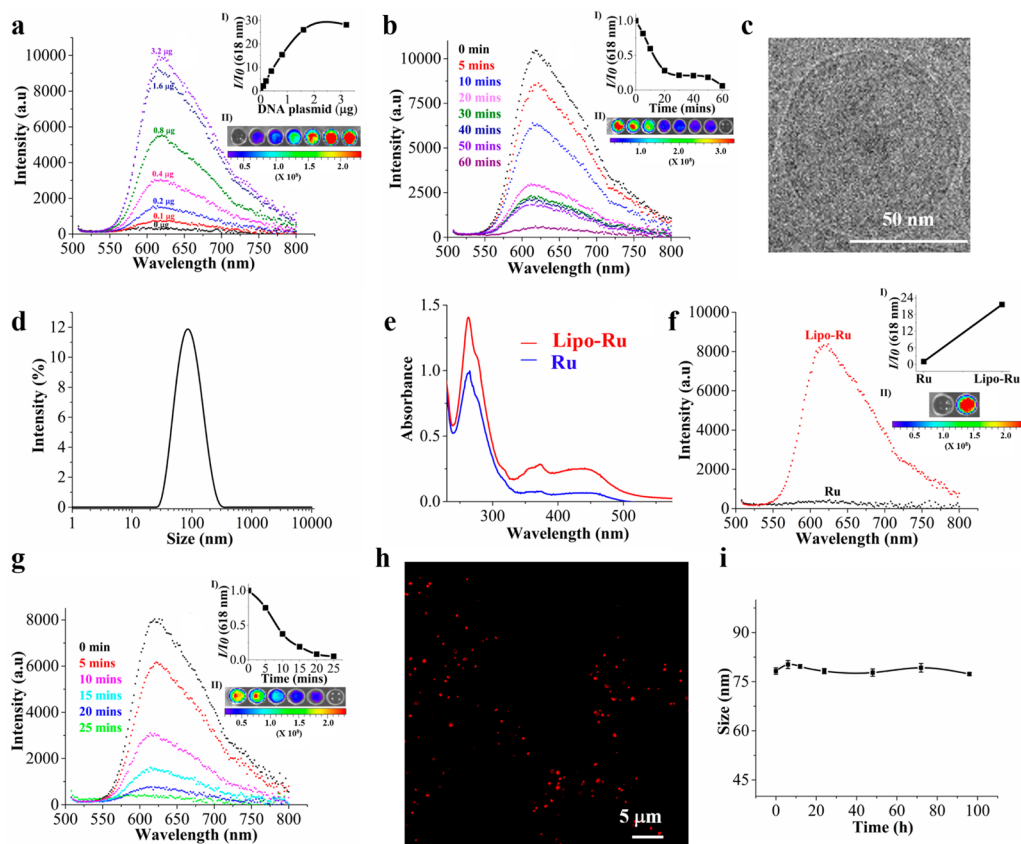 a
10000
8000
6000
4000
2000
0
Intensity (a.u)
500 550 600 650 700 750 800
Wavelength (nm)
3.2 μg
1.6 μg
0.8 μg
0.4 μg
0.2 μg
0.1 μg
0 μg
I)
30
20
10
0
I/I0 (618 nm)
0 1 2 3
DNA plasmid (μg)
II)
0.5 1.0 1.5 2.0
(X 10⁸)
b
10000
7500
5000
2500
0
Intensity (a.u)
500 550 600 650 700 750 800
Wavelength (nm)
0 min
5 mins
10 mins
20 mins
30 mins
40 mins
50 mins
60 mins
I)
1.0
0.5
0.0
I/I0 (618 nm)
0 20 40 60
Time (mins)
II)
1.0 2.0 3.0
(X 10⁸)
c
50 nm
d
12
10
8
6
4
2
0
Intensity (%)
1 10 100 1000 10000
Size (nm)
e
1.5
1.0
0.5
0.0
Absorbance
300 400 500
Wavelength (nm)
Lipo-Ru
Ru
f
10000
8000
6000
4000
2000
0
Intensity (a.u)
500 550 600 650 700 750 800
Wavelength (nm)
Lipo-Ru
Ru
I)
24
18
12
6
0
I/I0 (618 nm)
Ru Lipo-Ru
II)
0.5 1.0 1.5 2.0
(X 10⁸)
g
8000
6000
4000
2000
0
Intensity (a.u)
500 550 600 650 700 750 800
Wavelength (nm)
0 min
5 mins
10 mins
15 mins
20 mins
25 mins
I)
1.0
0.5
0.0
I/I0 (618 nm)
0 5 10 15 20 25
Time (mins)
II)
0.5 1.0 1.5 2.0
(X 10⁸)
h
5 μm
i
90
75
60
45
Size (nm)
0 20 40 60 80 100
Time (h)